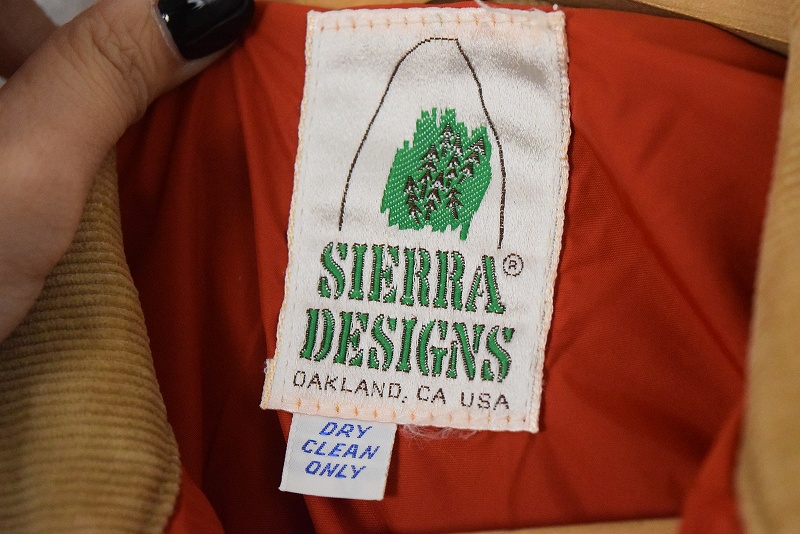 SIERRA®
DESIGNS
OAKLAND, CA USA
DRY
CLEAN
ONLY